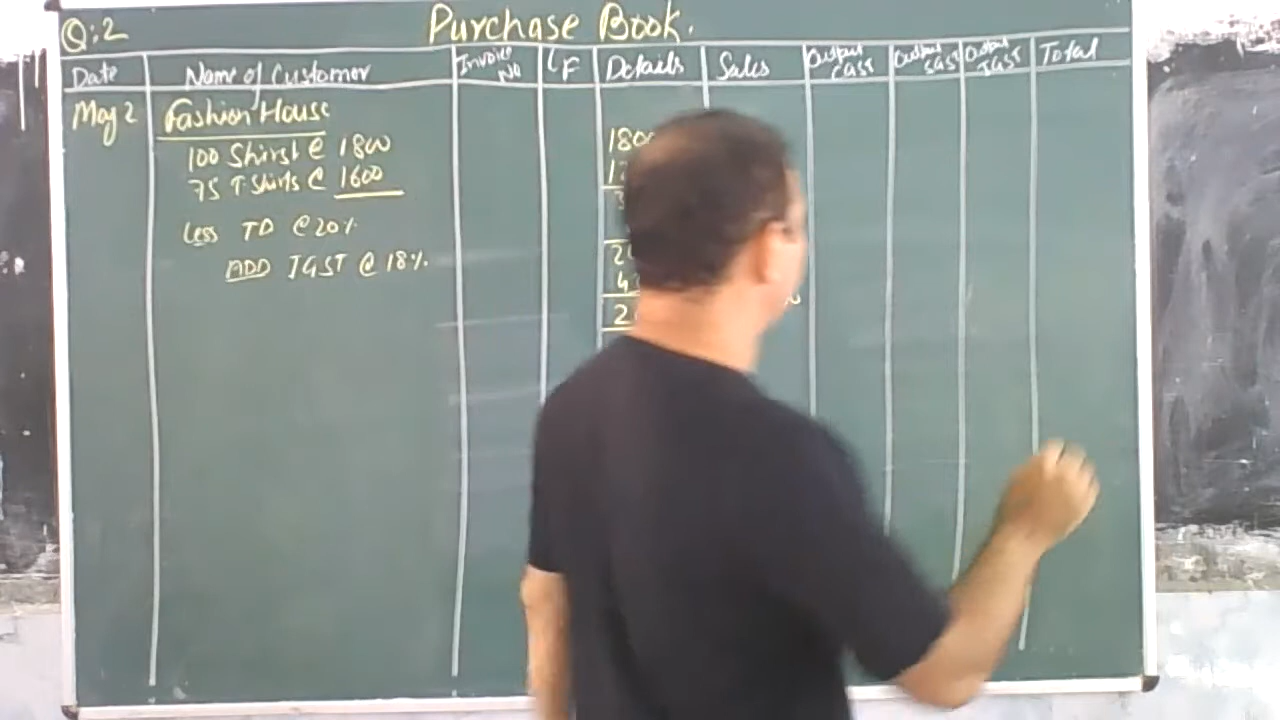 Q:2 Purchase Book.
Date Name of Customer Invoice No LF Details Sales Output CGST Output SGST Output IGST Total
May 2 Fashion House
100 Shirst @ 1800
75 T-Shirts @ 1600
Less TD @ 20%
ADD IGST @ 18%.